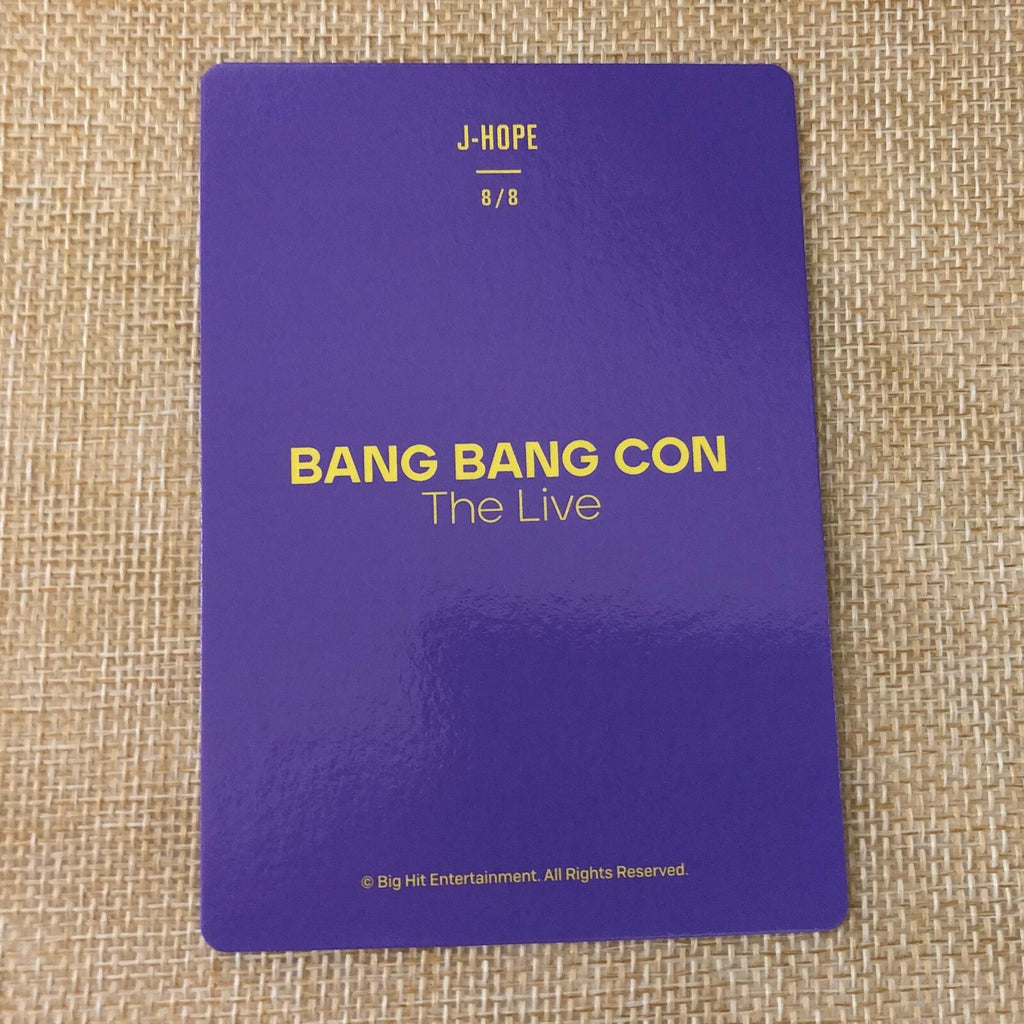 J-HOPE
8/8
BANG BANG CON
The Live
© Big Hit Entertainment. All Rights Reserved.